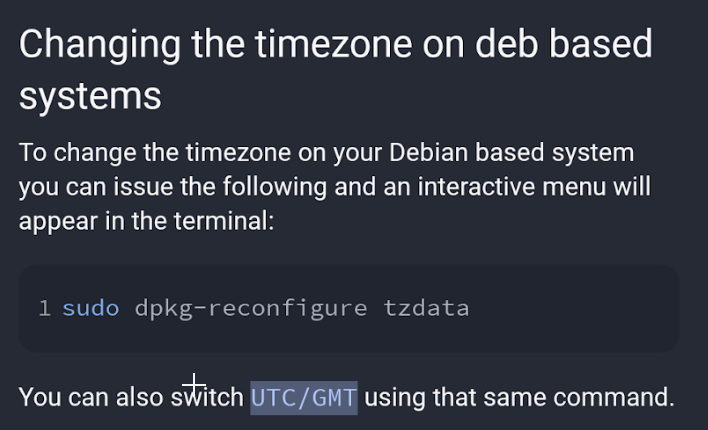 Changing the timezone on deb based
systems
To change the timezone on your Debian based system
you can issue the following and an interactive menu will
appear in the terminal:
1 sudo dpkg-reconfigure tzdata
You can also switch UTC/GMT using that same command.